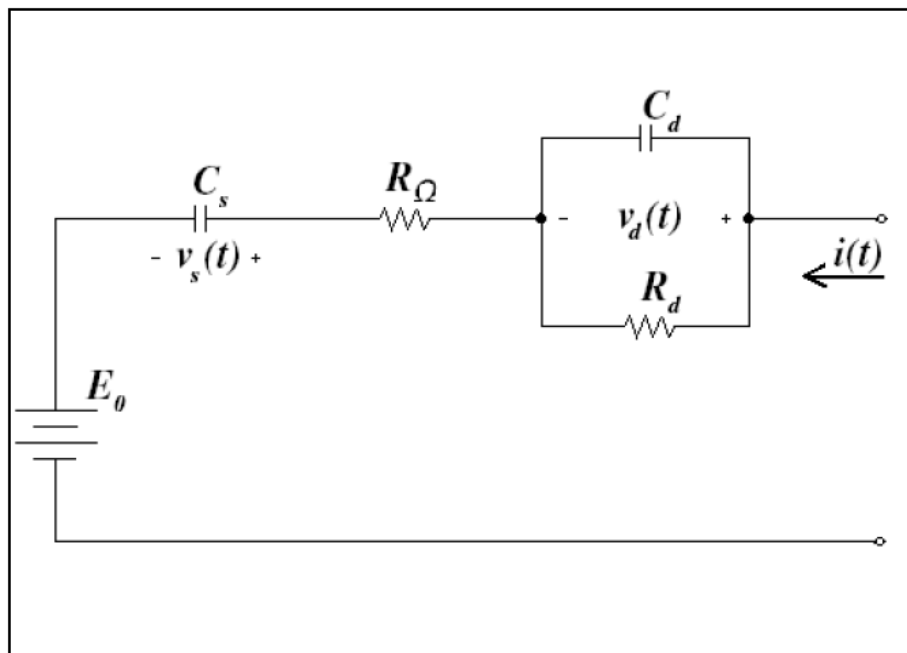 C_d
C_s
R_Ω
- v_d(t) +
- v_s(t) +
i(t)
R_d
E_0